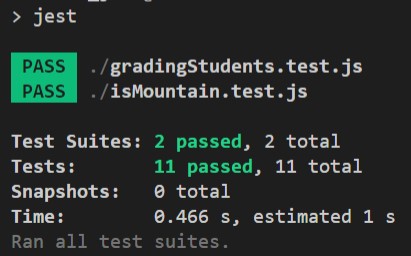 > jest
PASS ./gradingStudents.test.js
PASS ./isMountain.test.js
Test Suites: 2 passed, 2 total
Tests: 11 passed, 11 total
Snapshots: 0 total
Time: 0.466 s, estimated 1 s
Ran all test suites.